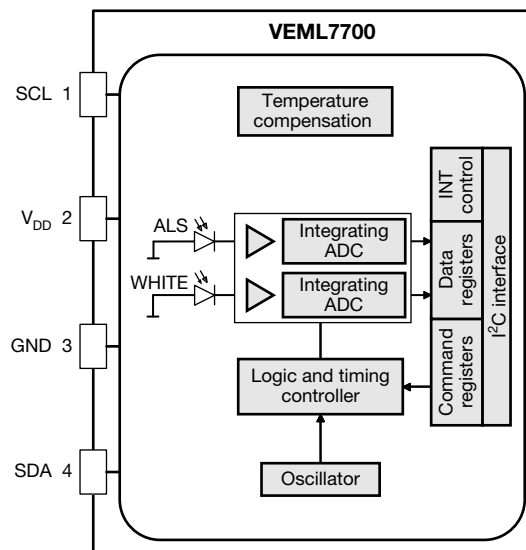 VEML7700
SCL 1
Temperature
compensation
VDD 2
ALS
Integrating
ADC
WHITE
Integrating
ADC
INT
control
Data
registers
Command
registers
I²C interface
GND 3
Logic and timing
controller
SDA 4
Oscillator